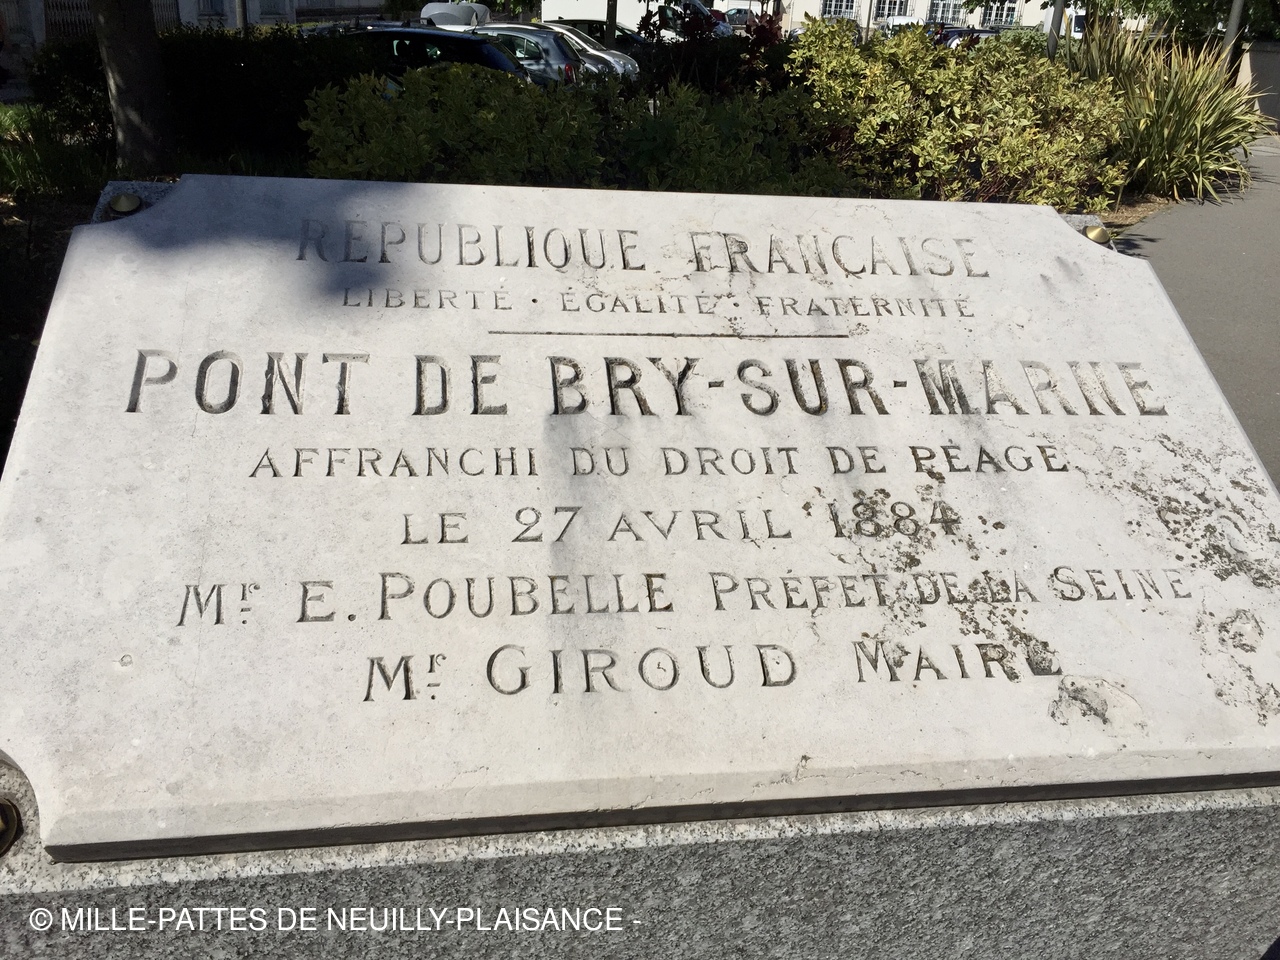 RÉPUBLIQUE FRANÇAISE
LIBERTÉ · ÉGALITÉ · FRATERNITÉ
PONT DE BRY-SUR-MARNE
AFFRANCHI DU DROIT DE PÉAGE
LE 27 AVRIL 1884
Mr. E. POUBELLE PRÉFET DE LA SEINE
Mr. GIROUD MAIRE
© MILLE-PATTES DE NEUILLY-PLAISANCE -